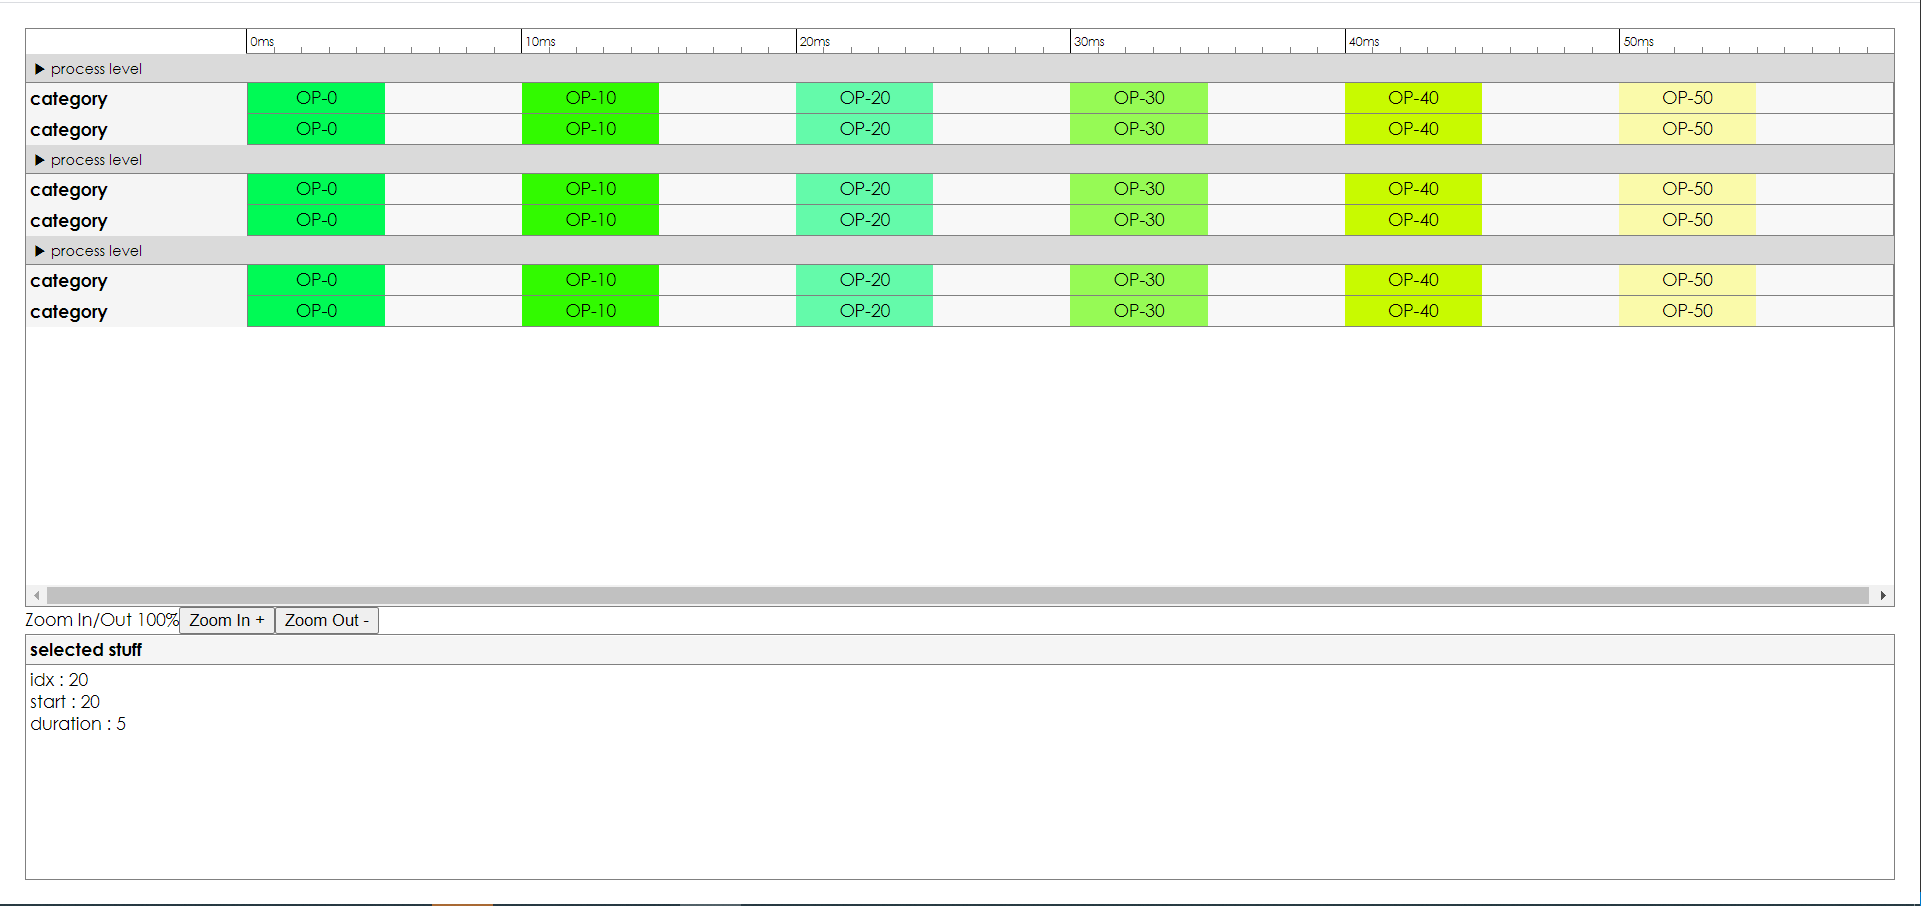 0ms 10ms 20ms 30ms 40ms 50ms
process level
category OP-0 OP-10 OP-20 OP-30 OP-40 OP-50
category OP-0 OP-10 OP-20 OP-30 OP-40 OP-50
process level
category OP-0 OP-10 OP-20 OP-30 OP-40 OP-50
category OP-0 OP-10 OP-20 OP-30 OP-40 OP-50
process level
category OP-0 OP-10 OP-20 OP-30 OP-40 OP-50
category OP-0 OP-10 OP-20 OP-30 OP-40 OP-50
Zoom In/Out 100% Zoom In + Zoom Out -
selected stuff
idx : 20
start : 20
duration : 5